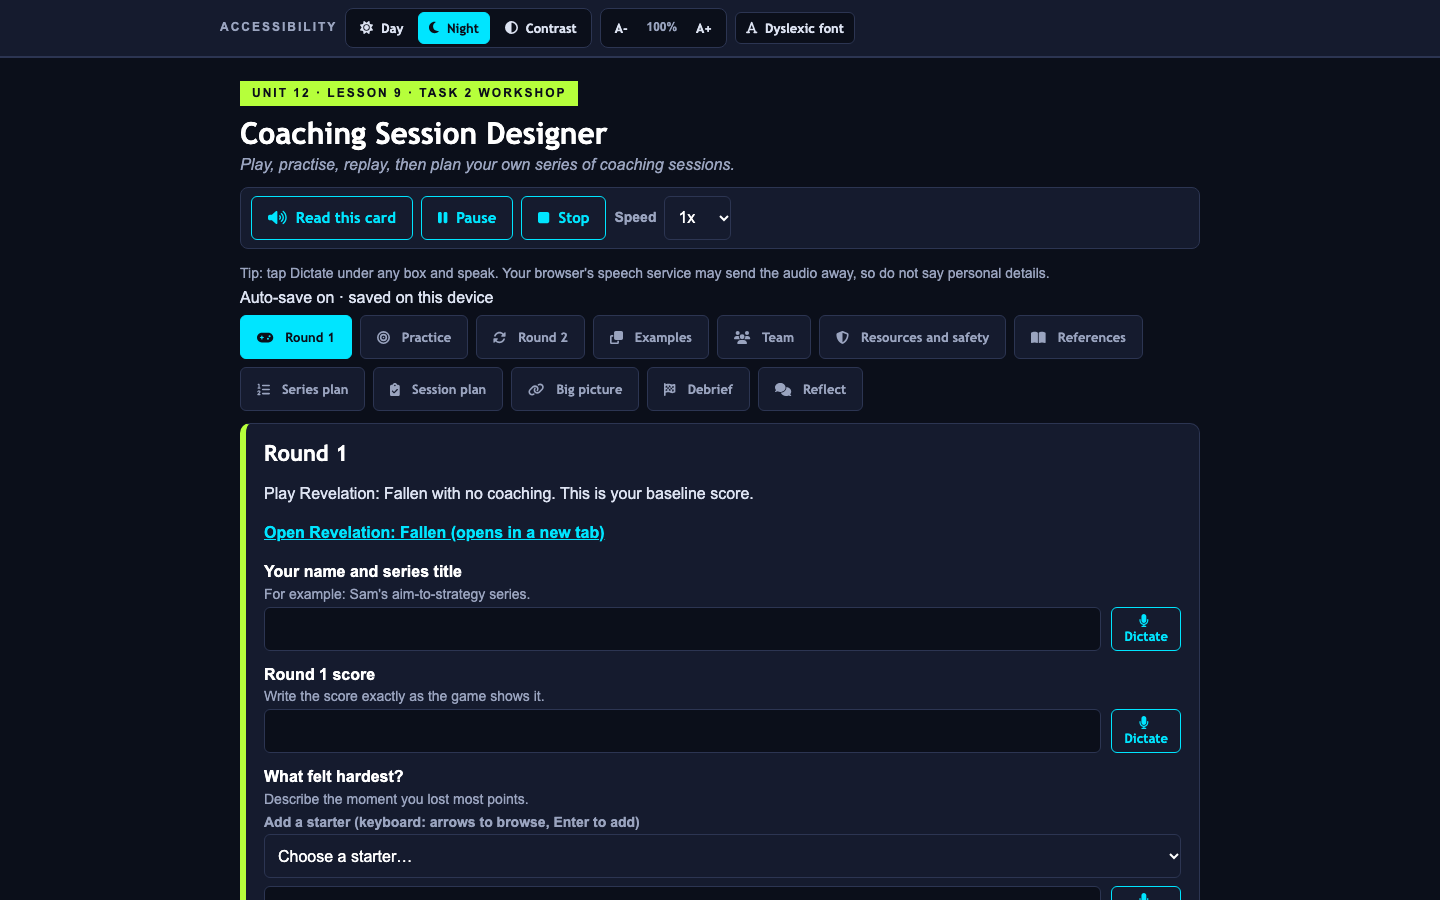 ACCESSIBILITY
Day
Night
Contrast
A-
100%
A+
A Dyslexic font
UNIT 12 · LESSON 9 · TASK 2 WORKSHOP
Coaching Session Designer
Play, practise, replay, then plan your own series of coaching sessions.
Read this card
Pause
Stop
Speed
1x
Tip: tap Dictate under any box and speak. Your browser's speech service may send the audio away, so do not say personal details.
Auto-save on · saved on this device
Round 1
Practice
Round 2
Examples
Team
Resources and safety
References
Series plan
Session plan
Big picture
Debrief
Reflect
Round 1
Play Revelation: Fallen with no coaching. This is your baseline score.
Open Revelation: Fallen (opens in a new tab)
Your name and series title
For example: Sam's aim-to-strategy series.
Dictate
Round 1 score
Write the score exactly as the game shows it.
Dictate
What felt hardest?
Describe the moment you lost most points.
Add a starter (keyboard: arrows to browse, Enter to add)
Choose a starter…